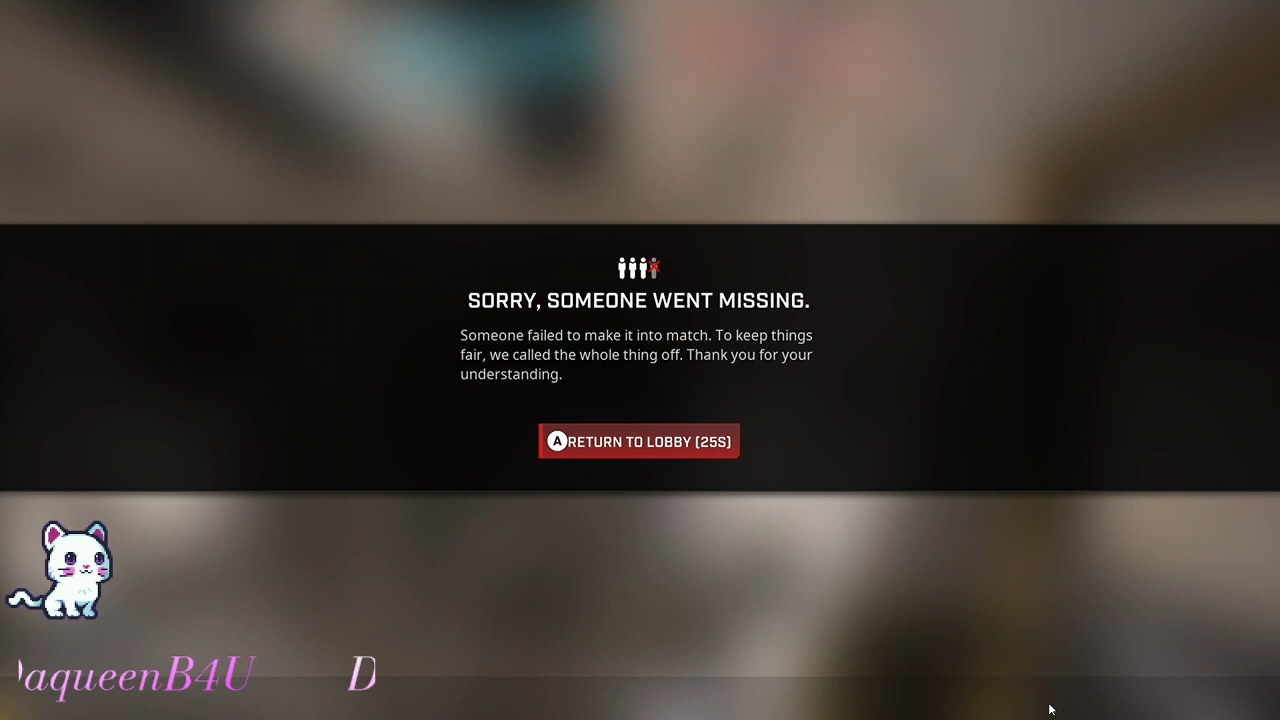 SORRY, SOMEONE WENT MISSING.
Someone failed to make it into match. To keep things
fair, we called the whole thing off. Thank you for your
understanding.
A RETURN TO LOBBY (25S)
aqueenB4U D